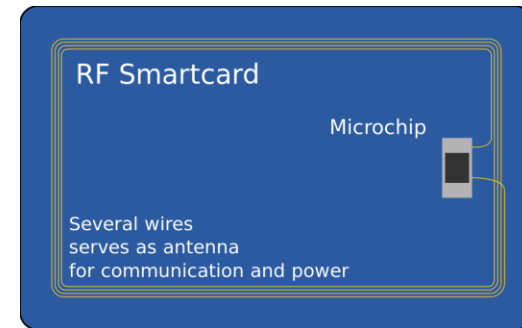 RF Smartcard
Microchip
Several wires
serves as antenna
for communication and power